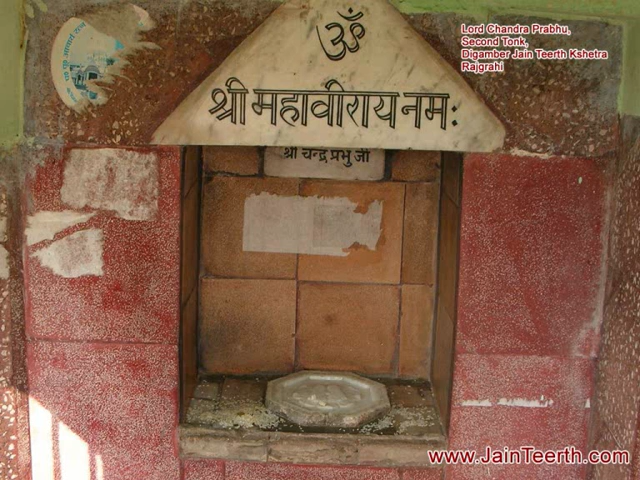 Lord Chandra Prabhu,
Second Tonk,
Digamber Jain Teerth Kshetra
Rajgrahi
ॐ
श्री महावीराय नमः
श्री चन्द्र प्रभु जी
www.JainTeerth.com